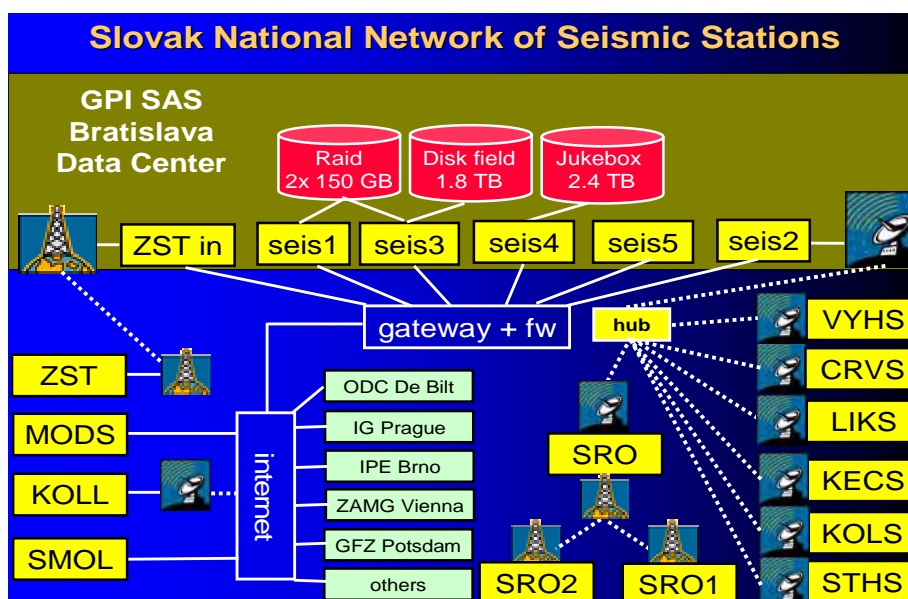 Slovak National Network of Seismic Stations
GPI SAS
Bratislava
Data Center
Raid
2x 150 GB
Disk field
1.8 TB
Jukebox
2.4 TB
ZST in
seis1
seis3
seis4
seis5
seis2
gateway + fw
hub
VYHS
CRVS
LIKS
KECS
KOLS
STHS
ZST
MODS
KOLL
SMOL
internet
ODC De Bilt
IG Prague
IPE Brno
ZAMG Vienna
GFZ Potsdam
others
SRO
SRO2
SRO1